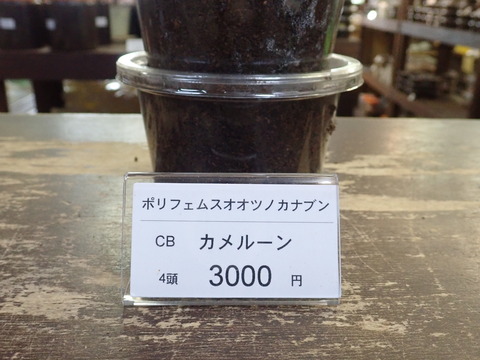 ポリフェムスオオツノカナブン
CB カメルーン
4頭 3000 円